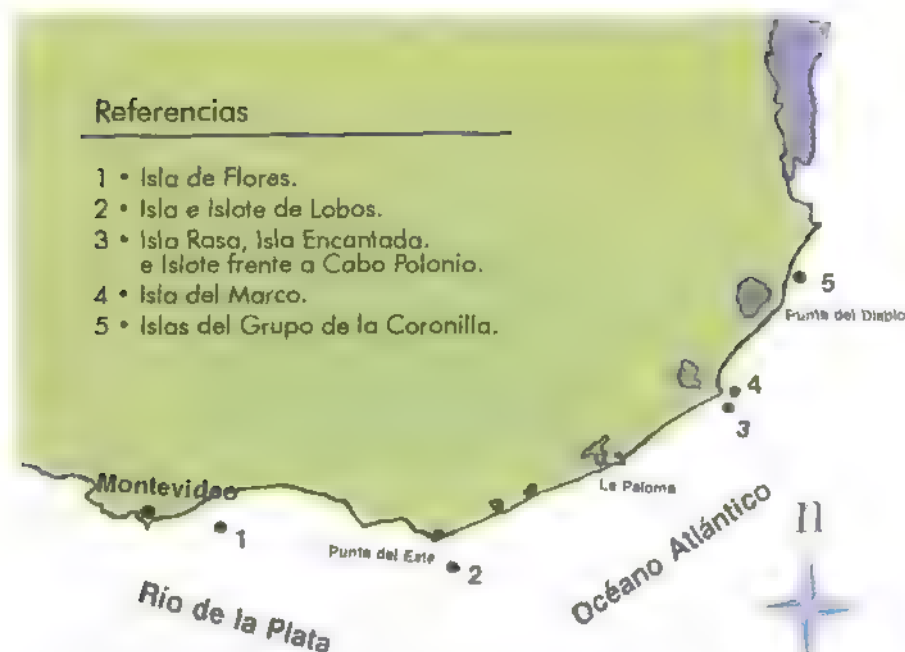 Referencias
1 • Isla de Flores.
2 • Isla e Islote de Lobos.
3 • Isla Rasa, Isla Encantada.
e Islote frente a Cabo Polonio.
4 • Isla del Marco.
5 • Islas del Grupo de la Coronilla.
5
Punta del Diablo
4
3
La Paloma
Montevideo
1
Punta del Este
2
Océano Atlántico
Río de la Plata